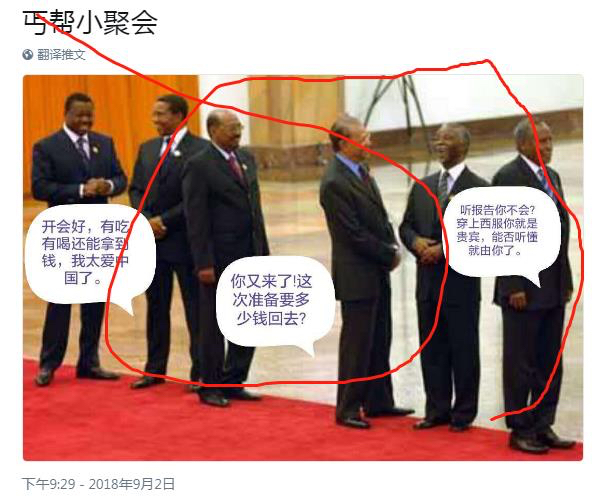 丐帮小聚会
翻译推文
开会好，有吃
有喝还能拿到
钱，我太爱中
国了。
你又来了!这
次准备要多
少钱回去?
听报告你不会?
穿上西服你就是
贵宾，能否听懂
就由你了。
下午9:29 - 2018年9月2日